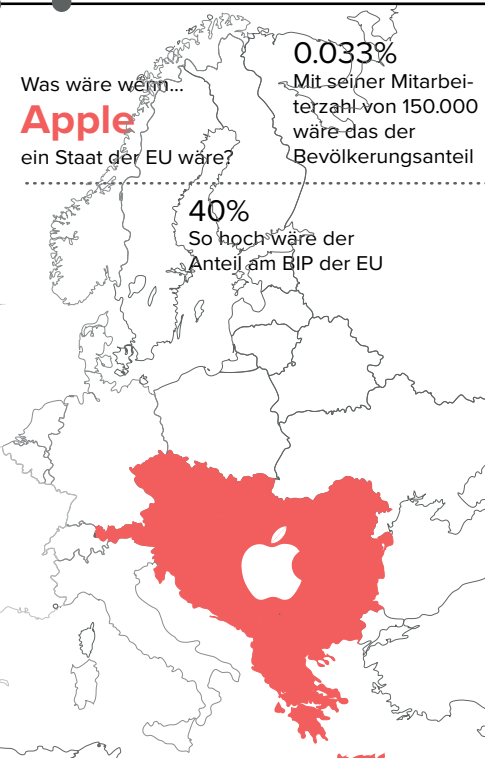 Was wäre wenn...
Apple
ein Staat der EU wäre?
0.033%
Mit seiner Mitarbei-
terzahl von 150.000
wäre das der
Bevölkerungsanteil
40%
So hoch wäre der
Anteil am BIP der EU